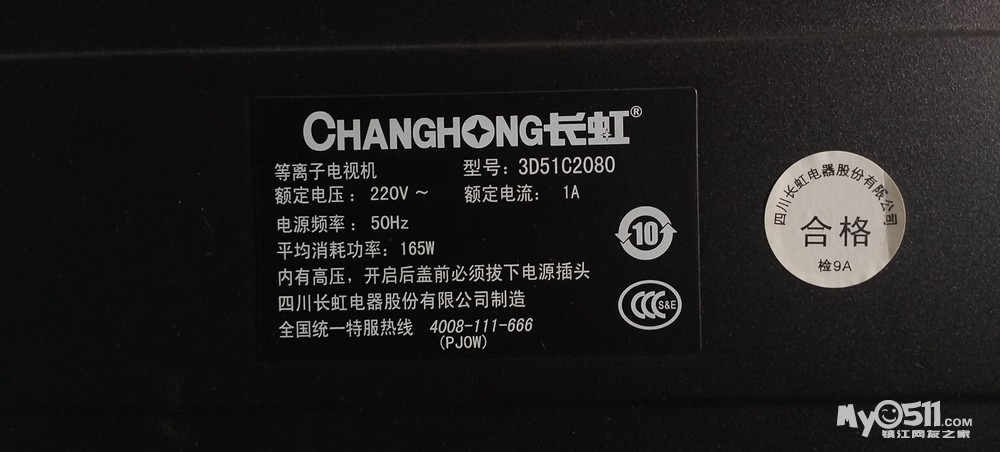 CHANGHONG长虹®
等离子电视机 型号：3D51C2080
额定电压：220V～ 额定电流：1A
电源频率：50Hz
平均消耗功率：165W
内有高压，开启后盖前必须拔下电源插头
四川长虹电器股份有限公司制造
全国统一特服热线 4008-111-666
(PJOW)
10
CCC S&E
四川长虹电器股份有限公司
合格
检9A
My0511.COM
镇江网友之家